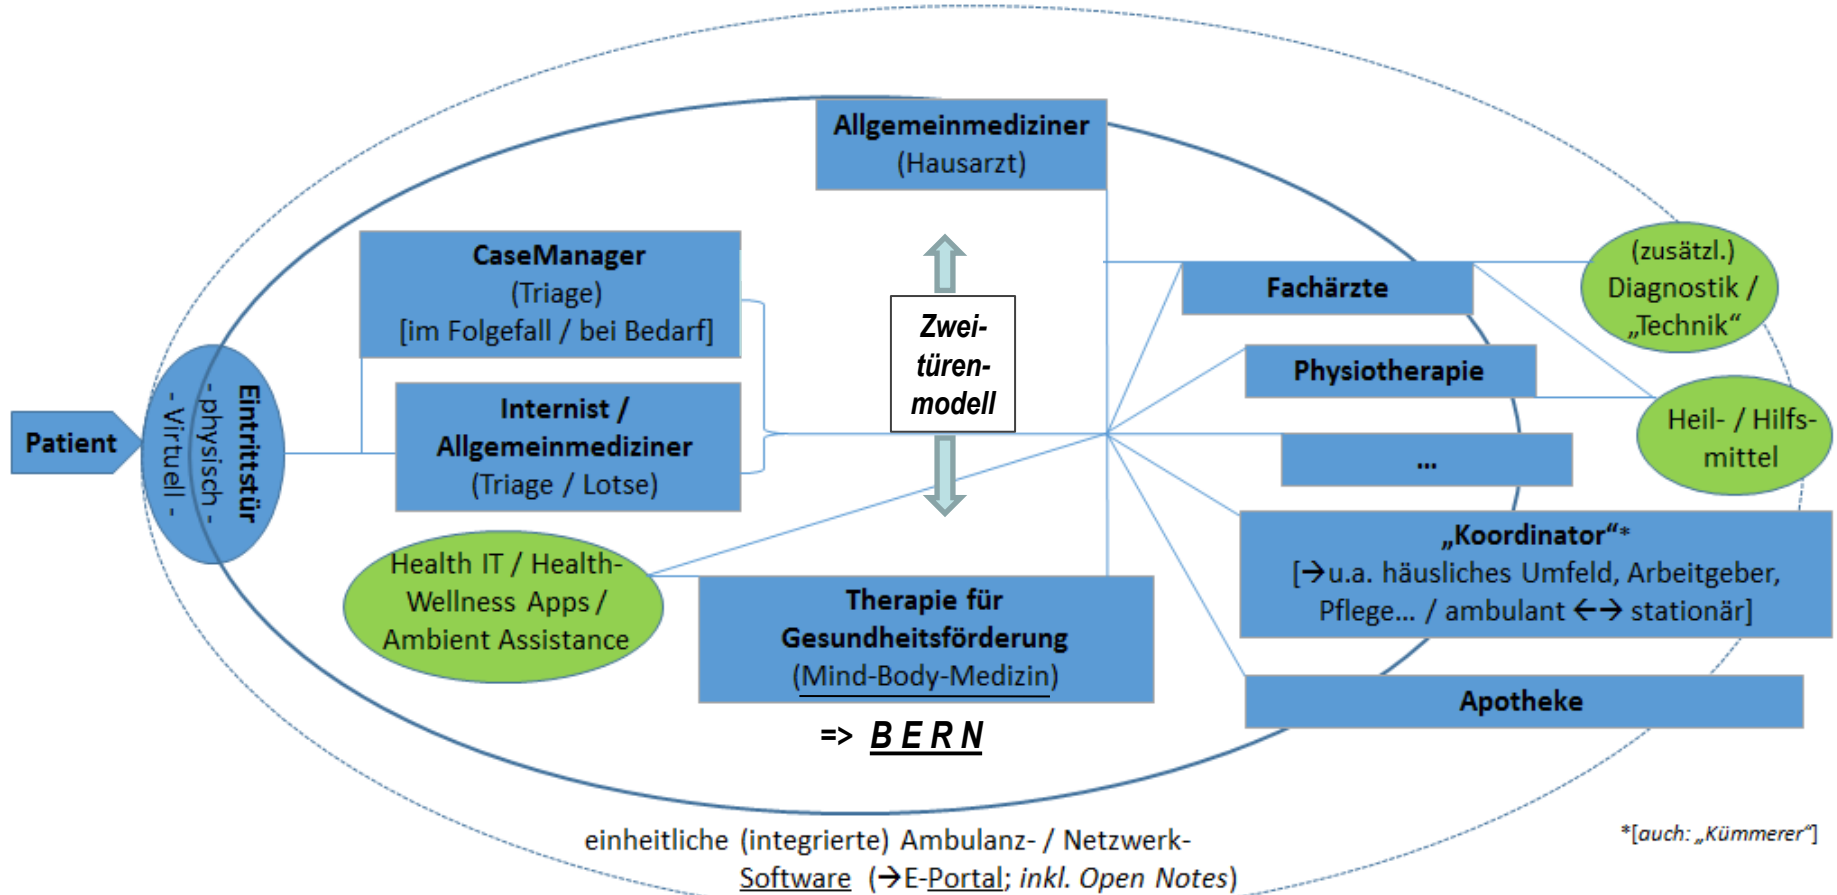 Allgemeinmediziner
(Hausarzt)
CaseManager
(Triage)
[im Folgefall / bei Bedarf]
(zusätzl.)
Diagnostik /
„Technik“
Fachärzte
Zwei-
türen-
modell
Physiotherapie
Patient
Eintrittstür
- physisch -
- Virtuell -
Internist /
Allgemeinmediziner
(Triage / Lotse)
Heil- / Hilfs-
mittel
...
„Koordinator“*
[→u.a. häusliches Umfeld, Arbeitgeber,
Pflege... / ambulant ←→ stationär]
Health IT / Health-
Wellness Apps /
Ambient Assistance
Therapie für
Gesundheitsförderung
(Mind-Body-Medizin)
Apotheke
=> B E R N
einheitliche (integrierte) Ambulanz- / Netzwerk-
Software (→E-Portal; inkl. Open Notes)
*[auch: „Kümmerer“]